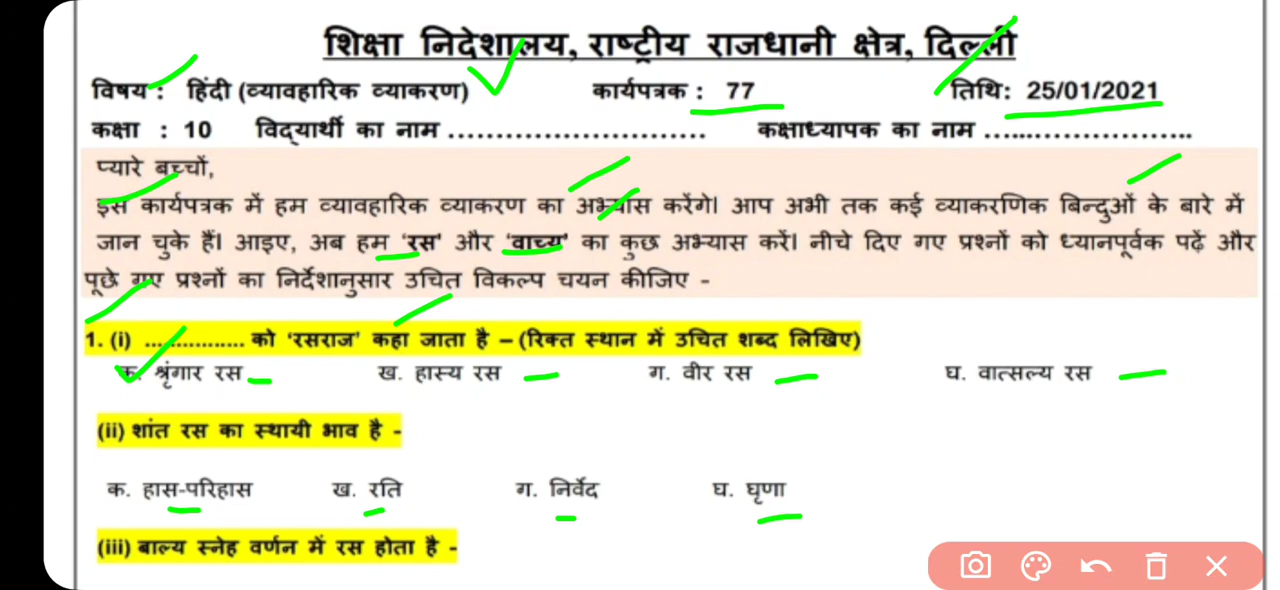 शिक्षा निदेशालय, राष्ट्रीय राजधानी क्षेत्र, दिल्ली
विषय : हिंदी (व्यावहारिक व्याकरण) कार्यपत्रक : 77 तिथि: 25/01/2021
कक्षा : 10 विद्यार्थी का नाम ............................ कक्षाध्यापक का नाम ......................
प्यारे बच्चों,
इस कार्यपत्रक में हम व्यावहारिक व्याकरण का अभ्यास करेंगे। आप अभी तक कई व्याकरणिक बिन्दुओं के बारे में
जान चुके हैं। आइए, अब हम 'रस' और 'वाच्य' का कुछ अभ्यास करें। नीचे दिए गए प्रश्नों को ध्यानपूर्वक पढ़ें और
पूछे गए प्रश्नों का निर्देशानुसार उचित विकल्प चयन कीजिए -
1. (i) ................ को 'रसराज' कहा जाता है – (रिक्त स्थान में उचित शब्द लिखिए)
क. श्रृंगार रस ख. हास्य रस ग. वीर रस घ. वात्सल्य रस
(ii) शांत रस का स्थायी भाव है -
क. हास-परिहास ख. रति ग. निर्वेद घ. घृणा
(iii) बाल्य स्नेह वर्णन में रस होता है -